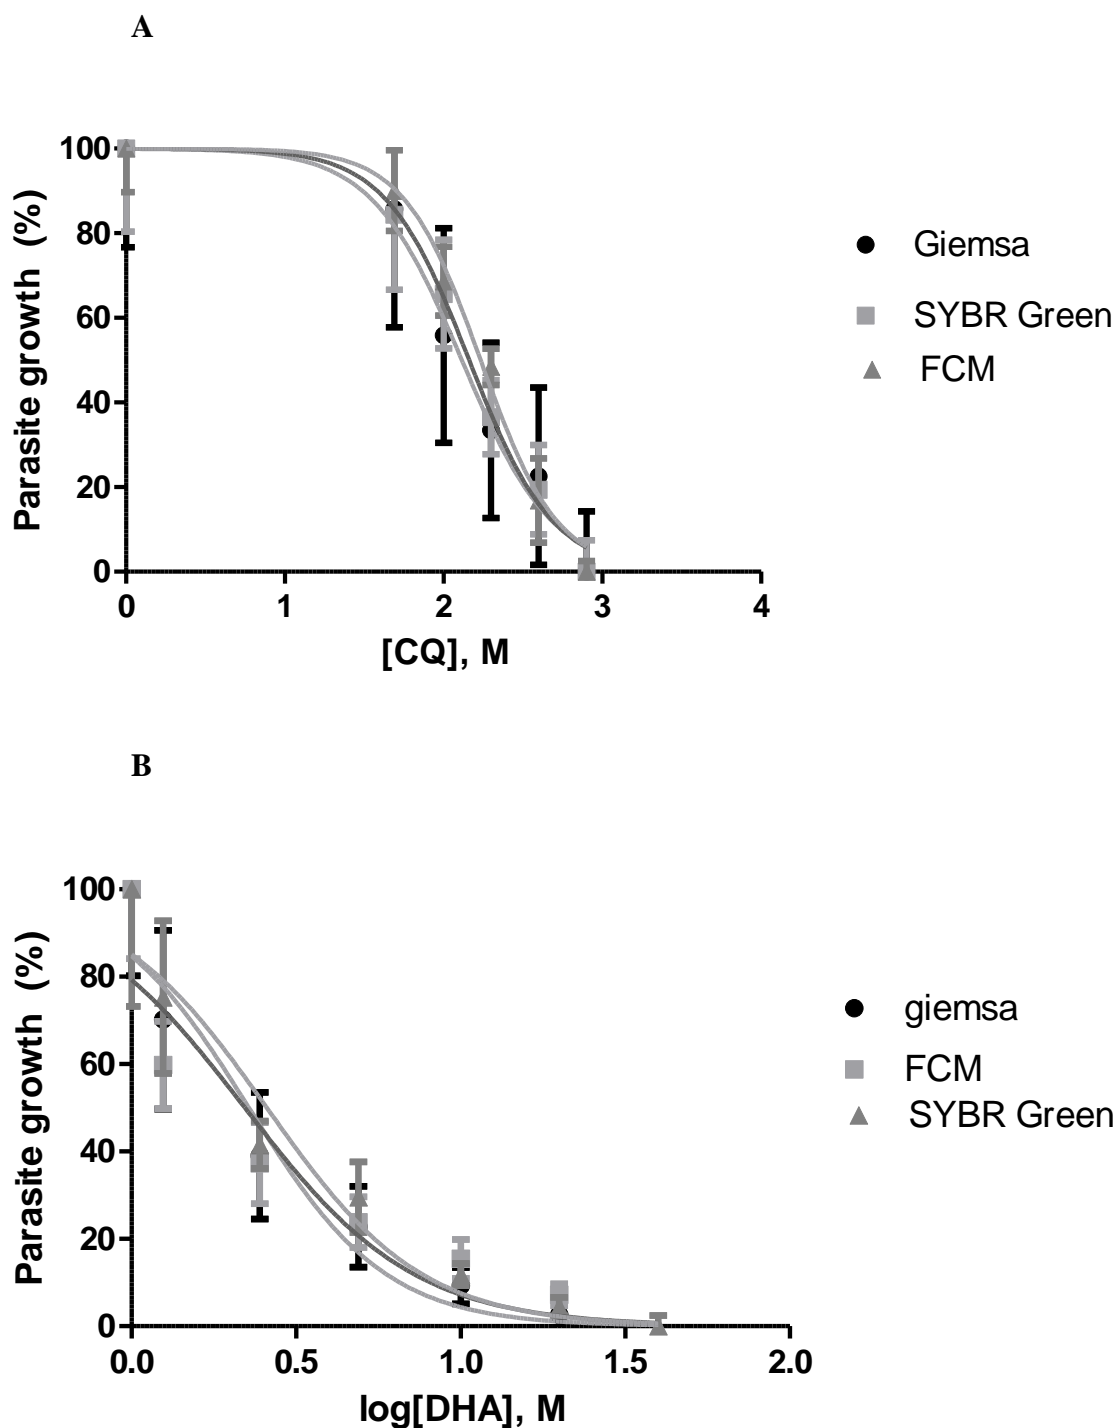 A
Parasite growth (%)
100
80
60
40
20
0
0 1 2 3 4
[CQ], M
Giemsa
SYBR Green
FCM
B
Parasite growth (%)
100
80
60
40
20
0
0.0 0.5 1.0 1.5 2.0
log[DHA], M
giemsa
FCM
SYBR Green